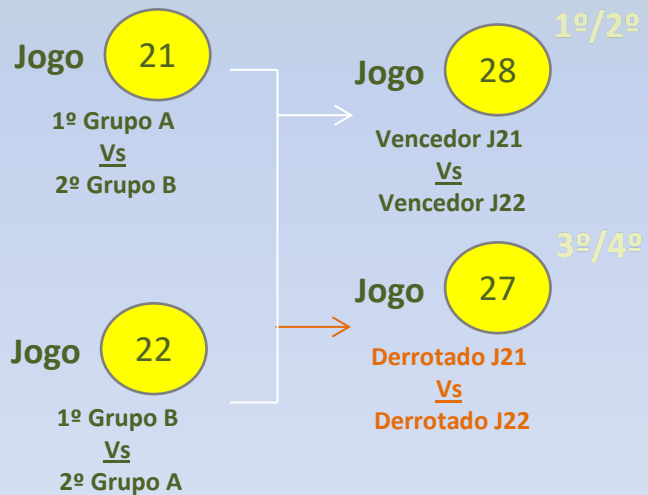 Jogo 21
1º Grupo A
Vs
2º Grupo B
Jogo 22
1º Grupo B
Vs
2º Grupo A
1º/2º
Jogo 28
Vencedor J21
Vs
Vencedor J22
3º/4º
Jogo 27
Derrotado J21
Vs
Derrotado J22